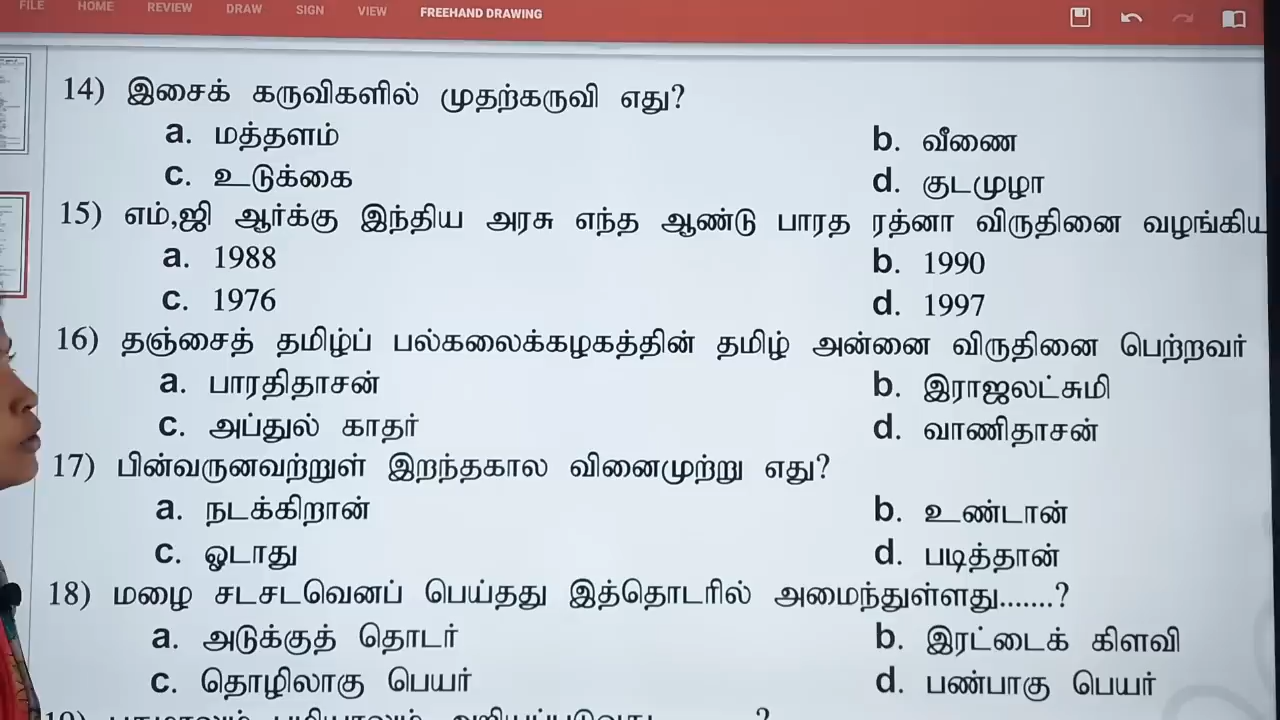 FILE HOME REVIEW DRAW SIGN VIEW FREEHAND DRAWING
14) இசைக் கருவிகளில் முதற்கருவி எது?
a. மத்தளம் b. வீணை
c. உடுக்கை d. குடமுழா
15) எம்,ஜி ஆர்க்கு இந்திய அரசு எந்த ஆண்டு பாரத ரத்னா விருதினை வழங்கிய
a. 1988 b. 1990
c. 1976 d. 1997
16) தஞ்சைத் தமிழ்ப் பல்கலைக்கழகத்தின் தமிழ் அன்னை விருதினை பெற்றவர்
a. பாரதிதாசன் b. இராஜலட்சுமி
c. அப்துல் காதர் d. வாணிதாசன்
17) பின்வருனவற்றுள் இறந்தகால வினைமுற்று எது?
a. நடக்கிறான் b. உண்டான்
c. ஓடாது d. படித்தான்
18) மழை சடசடவெனப் பெய்தது இத்தொடரில் அமைந்துள்ளது.......?
a. அடுக்குத் தொடர் b. இரட்டைக் கிளவி
c. தொழிலாகு பெயர் d. பண்பாகு பெயர்